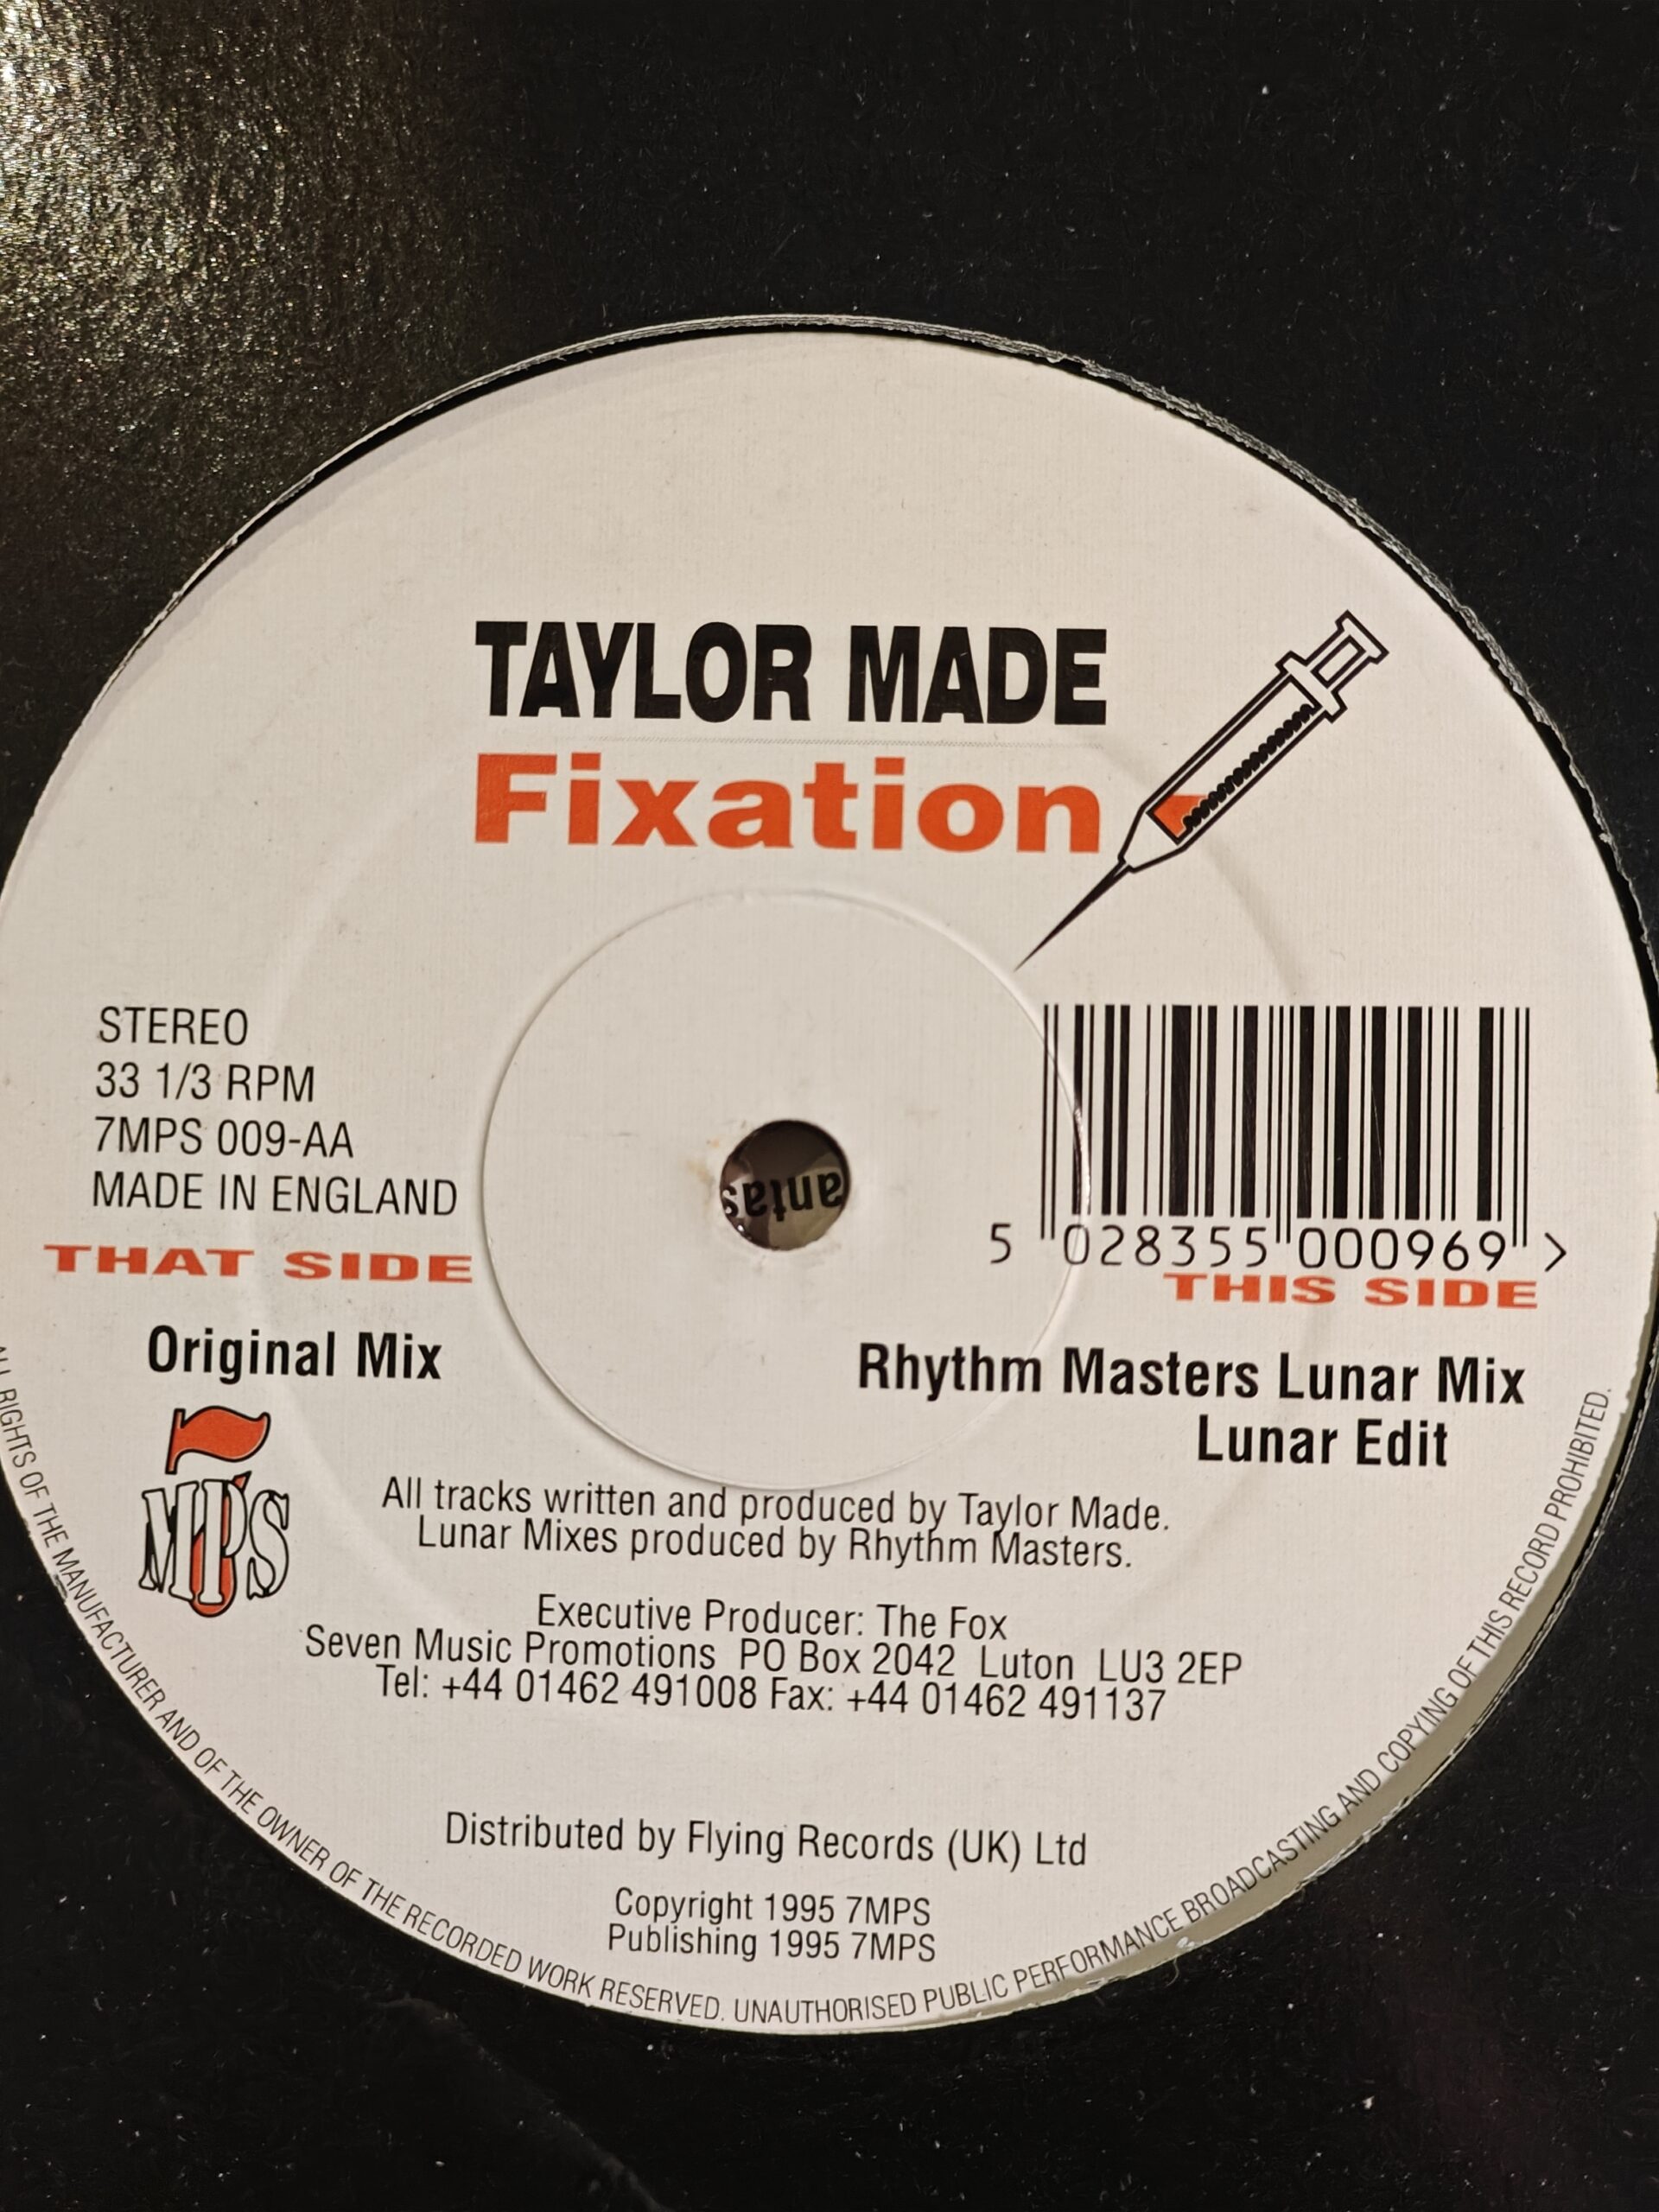 TAYLOR MADE
Fixation
STEREO
33 1/3 RPM
7MPS 009-AA
MADE IN ENGLAND
antas
5 028355 000969 >
THAT SIDE
THIS SIDE
Original Mix
Rhythm Masters Lunar Mix
Lunar Edit
7
MPS
All tracks written and produced by Taylor Made.
Lunar Mixes produced by Rhythm Masters.
Executive Producer: The Fox
Seven Music Promotions PO Box 2042 Luton LU3 2EP
Tel: +44 01462 491008 Fax: +44 01462 491137
Distributed by Flying Records (UK) Ltd
Copyright 1995 7MPS
Publishing 1995 7MPS
ALL RIGHTS OF THE MANUFACTURER AND OF THE OWNER OF THE RECORDED WORK RESERVED. UNAUTHORISED PUBLIC PERFORMANCE BROADCASTING AND COPYING OF THIS RECORD PROHIBITED.